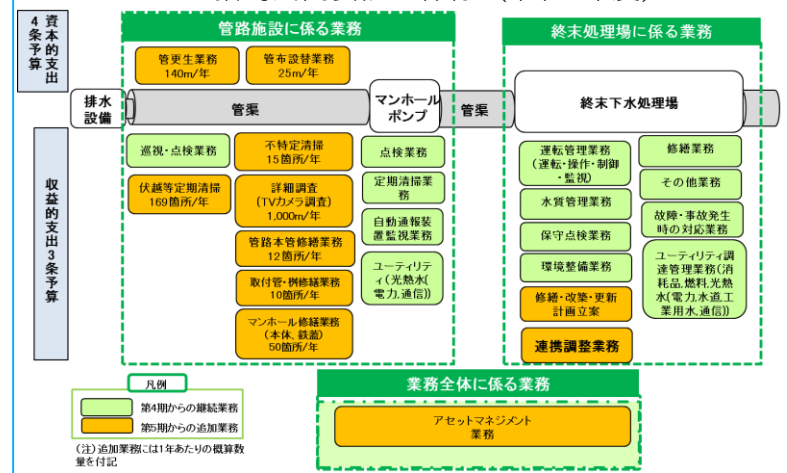 4条予算
資本的支出
管路施設に係る業務
終末処理場に係る業務
管更生業務
140m/年
管布設替業務
25m/年
排水
設備
管渠
マンホール
ポンプ
管渠
終末下水処理場
収益的支出3条予算
巡視・点検業務
伏越等定期清掃
169箇所/年
不特定清掃
15箇所/年
詳細調査
(TVカメラ調査)
1,000m/年
管路本管修繕業務
12箇所/年
取付管・桝修繕業務
10箇所/年
マンホール修繕業務
(本体、鉄蓋)
50箇所/年
点検業務
定期清掃業
務
自動通報装
置監視業務
ユーティリテ
ィ(光熱水(
電力,通信))
運転管理業務
(運転・操作・制御
・監視)
水質管理業務
保守点検業務
環境整備業務
修繕・改築・更新
計画立案
連携調整業務
修繕業務
その他業務
故障・事故発生
時の対応業務
ユーティリティ調
達管理業務(消
耗品,燃料,光熱
水(電力,水道,工
業用水,通信))
凡例
第4期からの継続業務
第5期からの追加業務
(注)追加業務には1年あたりの概算数
量を付記
業務全体に係る業務
アセットマネジメント
業務